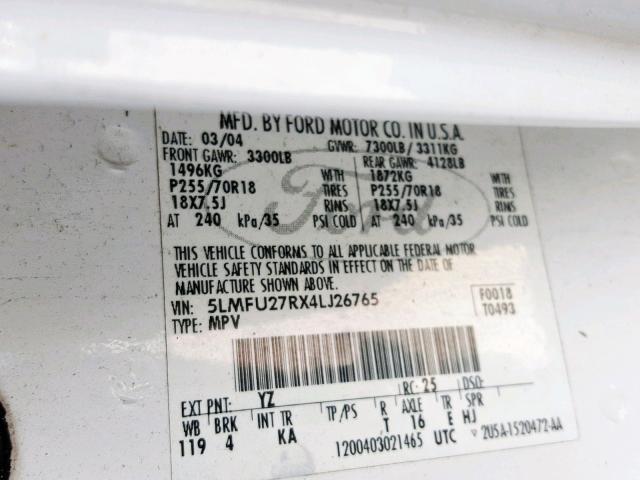 MFD. BY FORD MOTOR CO. IN U.S.A.
DATE: 03/04 GVWR: 7300LB / 3311KG
FRONT GAWR: 3300LB REAR GAWR: 4128LB
1496KG WITH 1872KG WITH
P255/70R18 TIRES P255/70R18 TIRES
18X7.5J RIMS 18X7.5J RIMS
AT 240 kPa/35 PSI COLD AT 240 kPa/35 PSI COLD
Ford
THIS VEHICLE CONFORMS TO ALL APPLICABLE FEDERAL MOTOR
VEHICLE SAFETY STANDARDS IN EFFECT ON THE DATE OF
MANUFACTURE SHOWN ABOVE.
VIN: 5LMFU27RX4LJ26765 F0018
TYPE: MPV T0493
EXT PNT: YZ RC: 25 DSO:
WB BRK INT TR TP/PS R AXLE TR SPR
119 4 KA T 16 E HJ
1200403021465 UTC 2U5A-1520472-AA